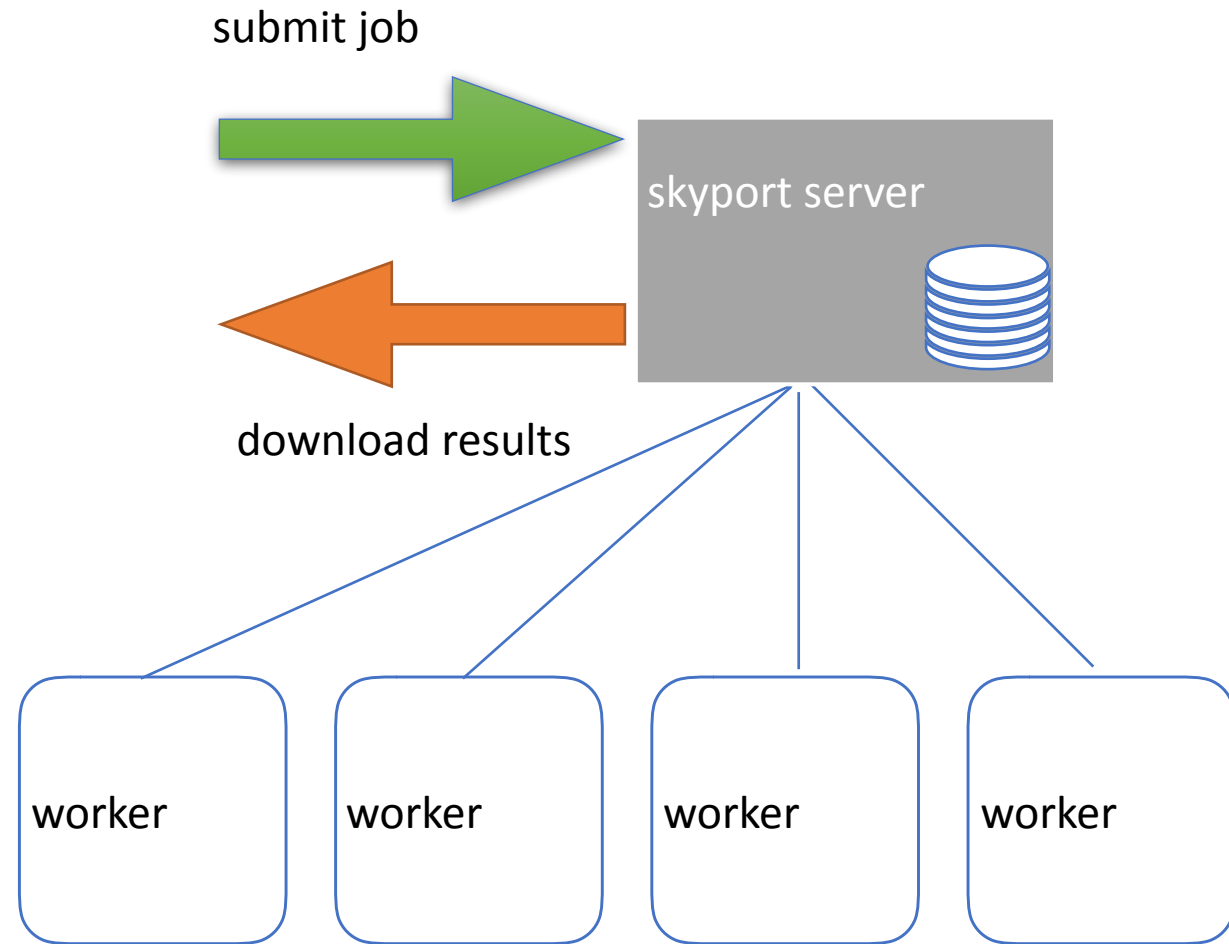 submit job
skyport server
download results
worker
worker
worker
worker